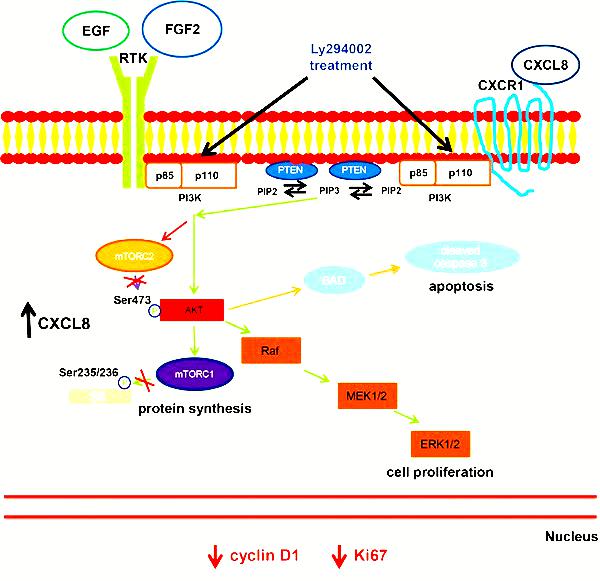 EGF
FGF2
RTK
Ly294002
treatment
CXCL8
CXCR1
p85 p110
PI3K
PTEN PTEN
PIP2 PIP3 PIP2
p85 p110
PI3K
mTORC2
Ser473
AKT
CXCL8
BAD
cleaved
caspase
apoptosis
Raf
Ser235/236
mTORC1
protein synthesis
MEK1/2
ERK1/2
cell proliferation
Nucleus
cyclin D1 Ki67